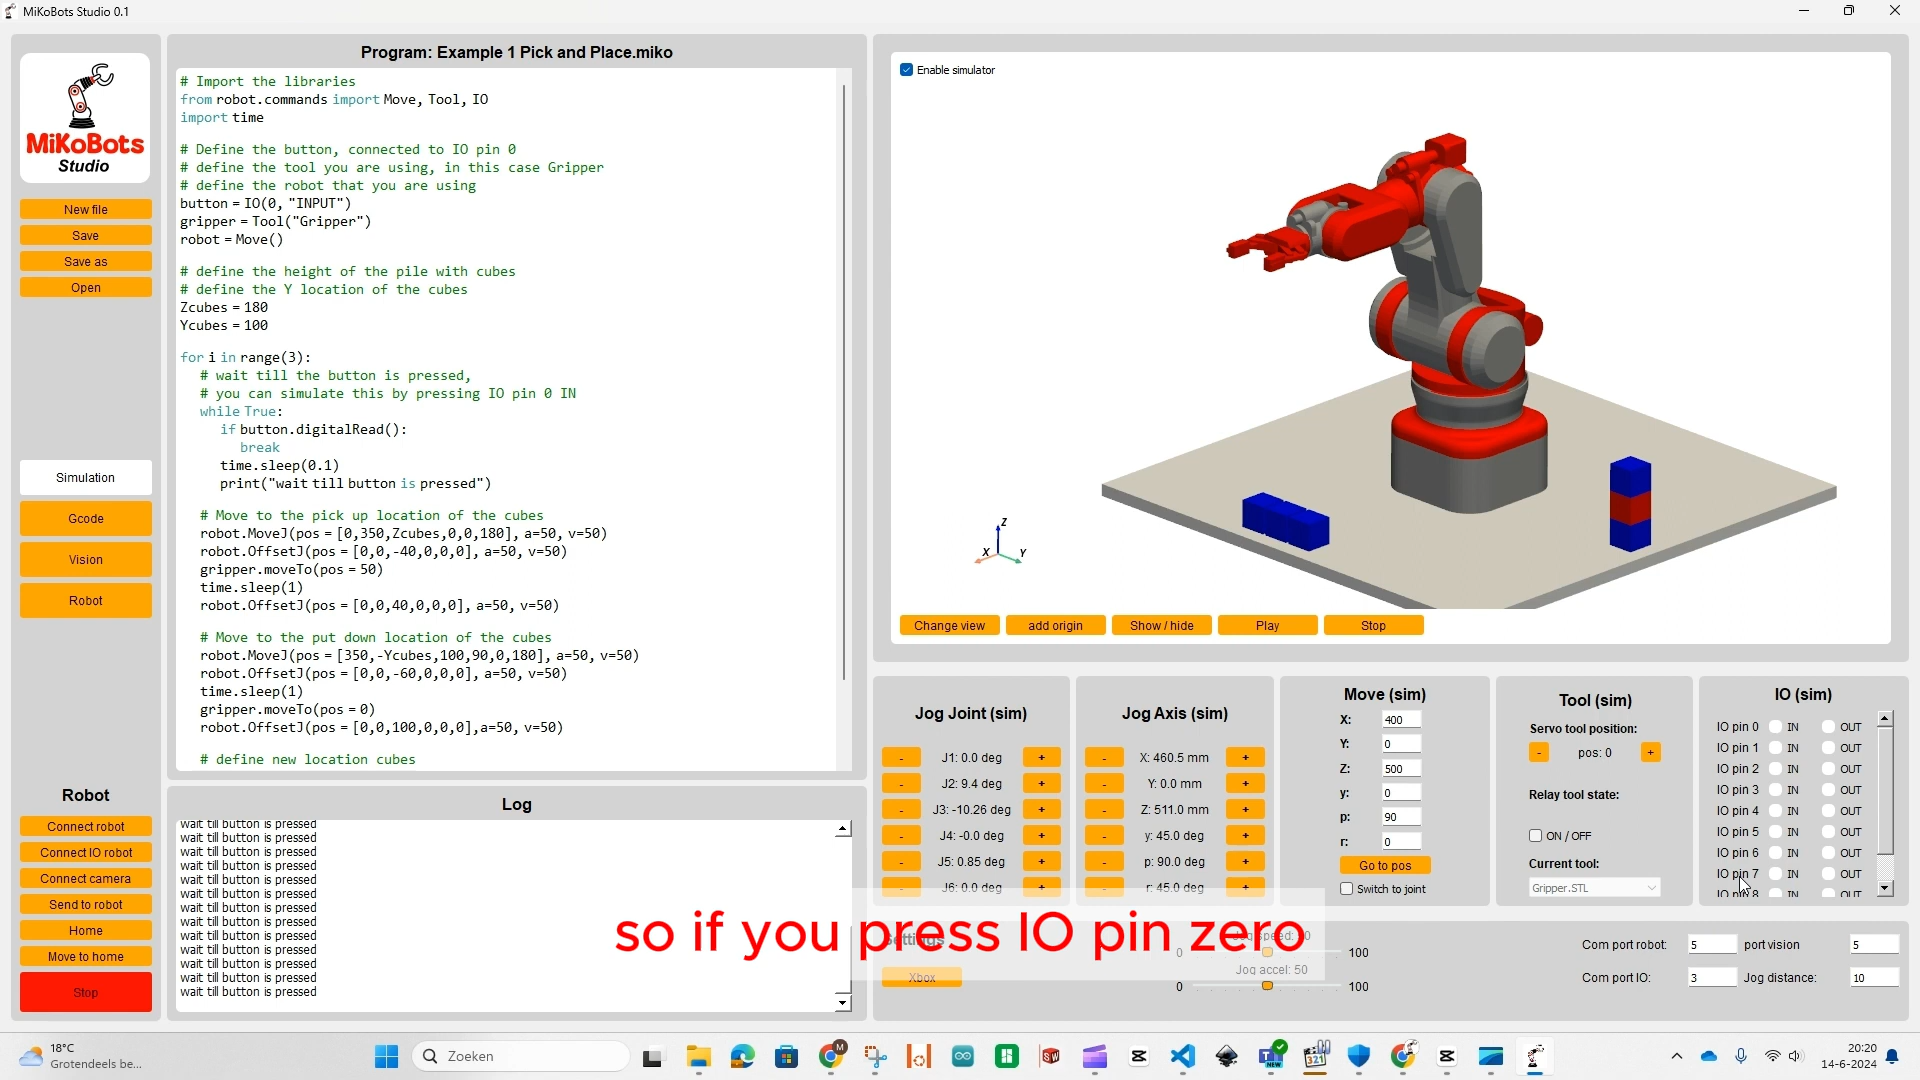 MiKoBots Studio 0.1
MiKoBots
Studio
New file
Save
Save as
Open
Simulation
Gcode
Vision
Robot
Robot
Connect robot
Connect IO robot
Connect camera
Send to robot
Home
Move to home
Stop
Program: Example 1 Pick and Place.miko
# Import the libraries
from robot.commands import Move, Tool, IO
import time
# Define the button, connected to IO pin 0
# define the tool you are using, in this case Gripper
# define the robot that you are using
button = IO(0, "INPUT")
gripper = Tool("Gripper")
robot = Move()
# define the height of the pile with cubes
# define the Y location of the cubes
Zcubes = 180
Ycubes = 100
for i in range(3):
# wait till the button is pressed,
# you can simulate this by pressing IO pin 0 IN
while True:
if button.digitalRead():
break
time.sleep(0.1)
print("wait till button is pressed")
# Move to the pick up location of the cubes
robot.MoveJ(pos = [0,350,Zcubes,0,0,180], a=50, v=50)
robot.OffsetJ(pos = [0,0,-40,0,0,0], a=50, v=50)
gripper.moveTo(pos = 50)
time.sleep(1)
robot.OffsetJ(pos = [0,0,40,0,0,0], a=50, v=50)
# Move to the put down location of the cubes
robot.MoveJ(pos = [350,-Ycubes,100,90,0,180], a=50, v=50)
robot.OffsetJ(pos = [0,0,-60,0,0,0], a=50, v=50)
time.sleep(1)
gripper.moveTo(pos = 0)
robot.OffsetJ(pos = [0,0,100,0,0,0],a=50, v=50)
# define new location cubes
Log
wait till button is pressed
wait till button is pressed
wait till button is pressed
wait till button is pressed
wait till button is pressed
wait till button is pressed
wait till button is pressed
wait till button is pressed
wait till button is pressed
wait till button is pressed
wait till button is pressed
wait till button is pressed
wait till button is pressed
Enable simulator
Z
X Y
Change view add origin Show / hide Play Stop
Jog Joint (sim)
- J1: 0.0 deg +
- J2: 9.4 deg +
- J3: -10.26 deg +
- J4: -0.0 deg +
- J5: 0.85 deg +
- J6: 0.0 deg +
Jog Axis (sim)
- X: 460.5 mm +
- Y: 0.0 mm +
- Z: 511.0 mm +
- y: 45.0 deg +
- p: 90.0 deg +
- r: 45.0 deg +
Move (sim)
X: 400
Y: 0
Z: 500
y: 0
p: 90
r: 0
Go to pos
Switch to joint
Tool (sim)
Servo tool position:
- pos: 0 +
Relay tool state:
ON / OFF
Current tool:
Gripper.STL
IO (sim)
IO pin 0 IN OUT
IO pin 1 IN OUT
IO pin 2 IN OUT
IO pin 3 IN OUT
IO pin 4 IN OUT
IO pin 5 IN OUT
IO pin 6 IN OUT
IO pin 7 IN OUT
IO pin 8 IN OUT
so if you press IO pin zero
Settings
Xbox
Jog speed: 50
0 100
Jog accel: 50
0 100
Com port robot: 5 port vision 5
Com port IO: 3 Jog distance: 10
18°C
Grotendeels be...
Zoeken
M
NEW
321
20:20
14-6-2024